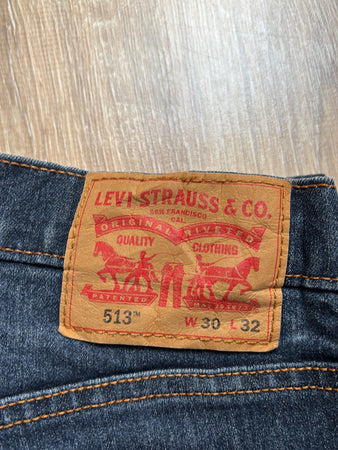 LEVI STRAUSS & CO.
SAN FRANCISCO
CAL.
ORIGINAL RIVETED
QUALITY CLOTHING
PATENTED
513™ W 30 L 32